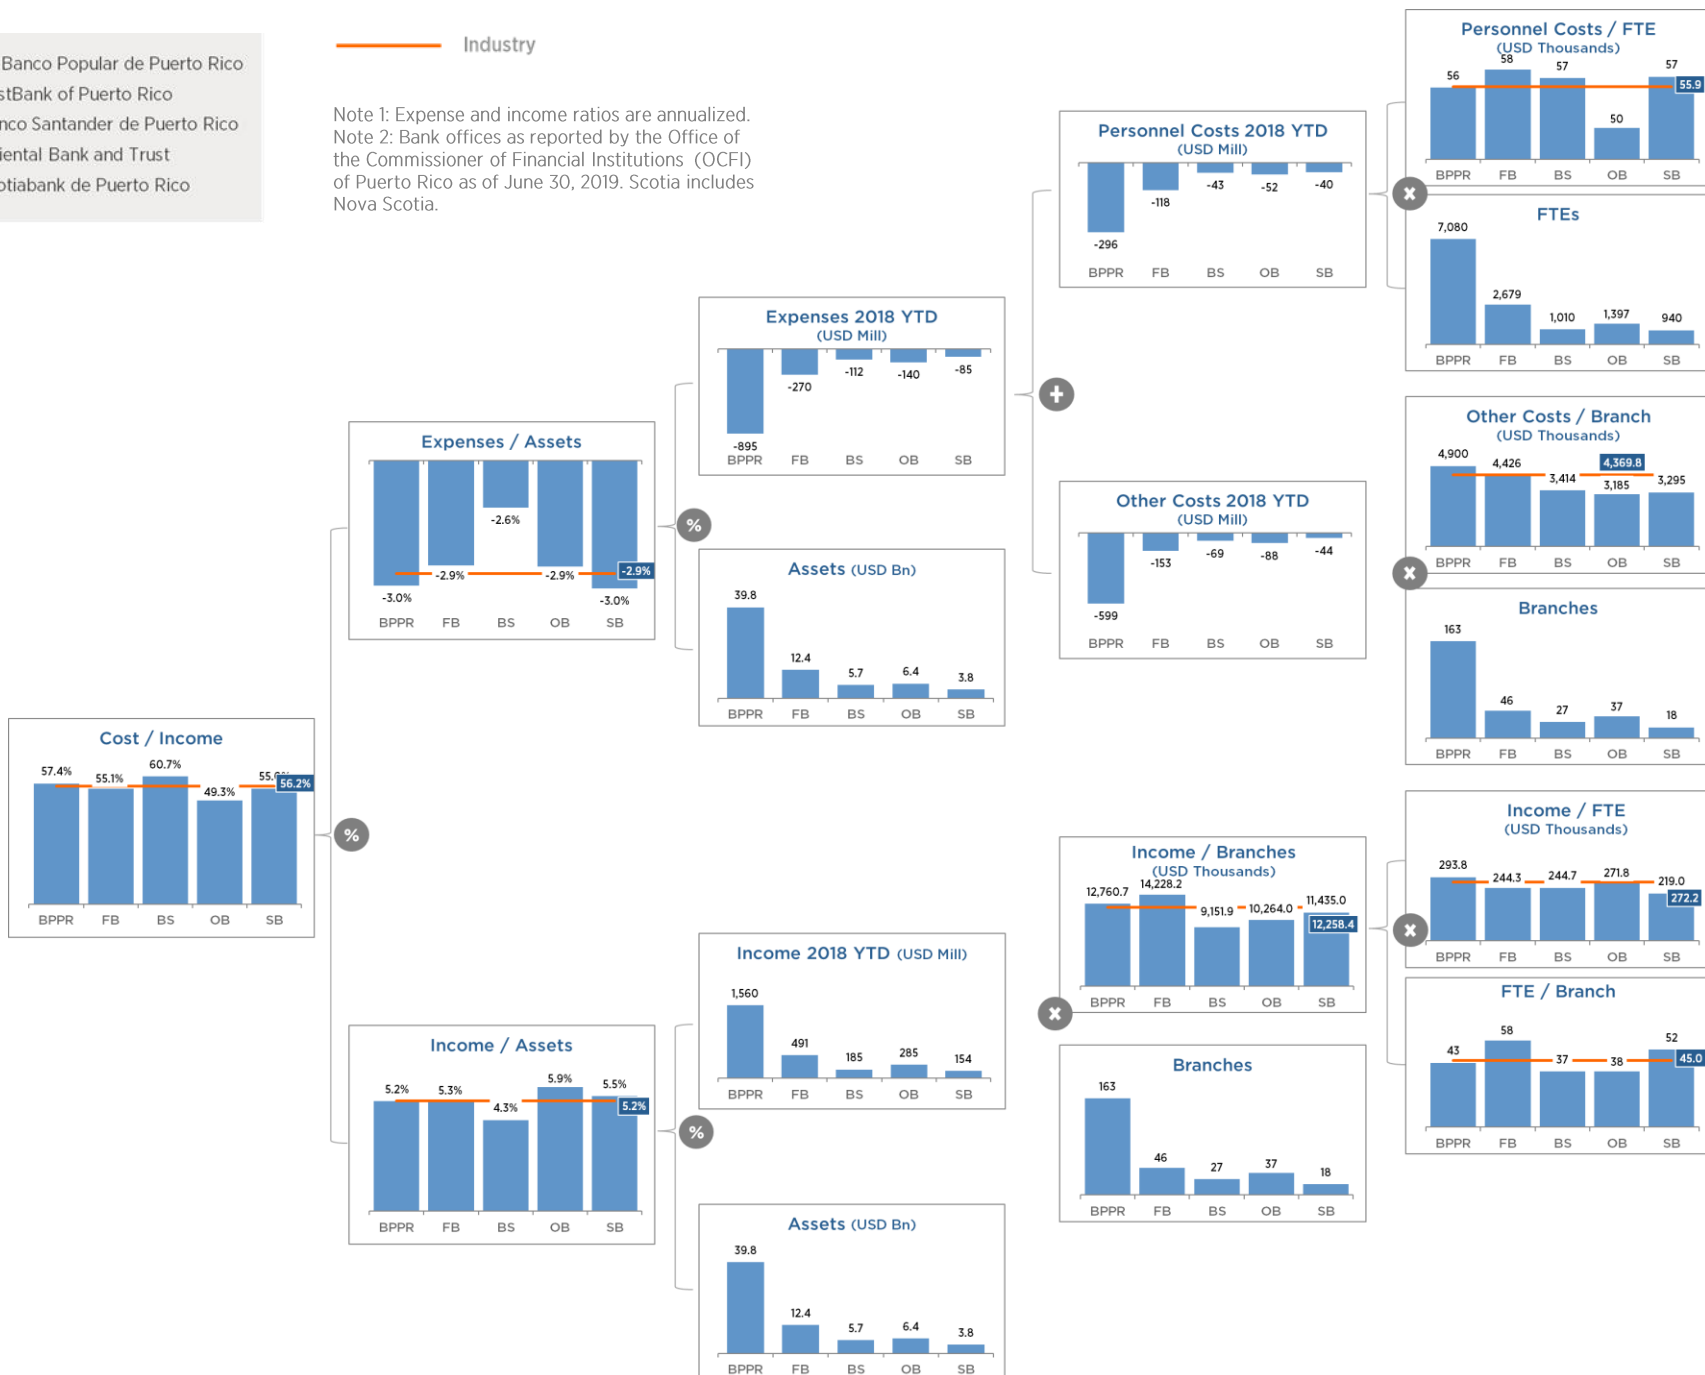 Banco Popular de Puerto Rico
of Puerto Rico
Santander de Puerto Rico
Bank and Trust
de Puerto Rico
Industry
Note 1: Expense and income ratios are annualized.
Note 2: Bank offices as reported by the Office of
the Commissioner of Financial Institutions (OCFI)
of Puerto Rico as of June 30, 2019. Scotia includes
Nova Scotia.
Cost / Income
57.4% 55.1% 60.7% 49.3% 56.2%
BPPR FB BS OB SB
%
Expenses / Assets
-3.0% -2.9% -2.6% -2.9% -3.0% -2.9%
BPPR FB BS OB SB
%
Income / Assets
5.2% 5.3% 4.3% 5.9% 5.5% 5.2%
BPPR FB BS OB SB
%
Expenses 2018 YTD
(USD Mill)
-895 -270 -112 -140 -85
BPPR FB BS OB SB
Assets (USD Bn)
39.8 12.4 5.7 6.4 3.8
BPPR FB BS OB SB
Income 2018 YTD (USD Mill)
1,560 491 185 285 154
BPPR FB BS OB SB
Assets (USD Bn)
39.8 12.4 5.7 6.4 3.8
BPPR FB BS OB SB
+
Personnel Costs 2018 YTD
(USD Mill)
-296 -118 -43 -52 -40
BPPR FB BS OB SB
Other Costs 2018 YTD
(USD Mill)
-599 -153 -69 -88 -44
BPPR FB BS OB SB
x
Income / Branches
(USD Thousands)
12,760.7 14,228.2 9,151.9 10,264.0 11,435.0 12,258.4
BPPR FB BS OB SB
Branches
163 46 27 37 18
BPPR FB BS OB SB
x
Personnel Costs / FTE
(USD Thousands)
56 58 57 50 57 55.9
BPPR FB BS OB SB
FTEs
7,080 2,679 1,010 1,397 940
BPPR FB BS OB SB
x
Other Costs / Branch
(USD Thousands)
4,900 4,426 3,414 3,185 3,295 4,369.8
BPPR FB BS OB SB
Branches
163 46 27 37 18
BPPR FB BS OB SB
x
Income / FTE
(USD Thousands)
293.8 244.3 244.7 271.8 219.0 272.2
BPPR FB BS OB SB
FTE / Branch
43 58 37 38 52 45.0
BPPR FB BS OB SB